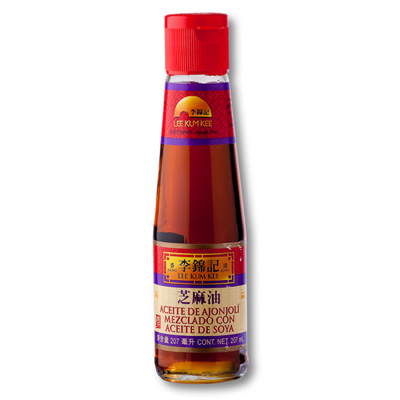 李錦記
LEE KUM KEE
李錦記
LEE KUM KEE
芝麻油
ACEITE DE AJONJOLÍ
MEZCLADO CON
ACEITE DE SOYA
淨含量 207 毫升 CONT. NET. 207 mL